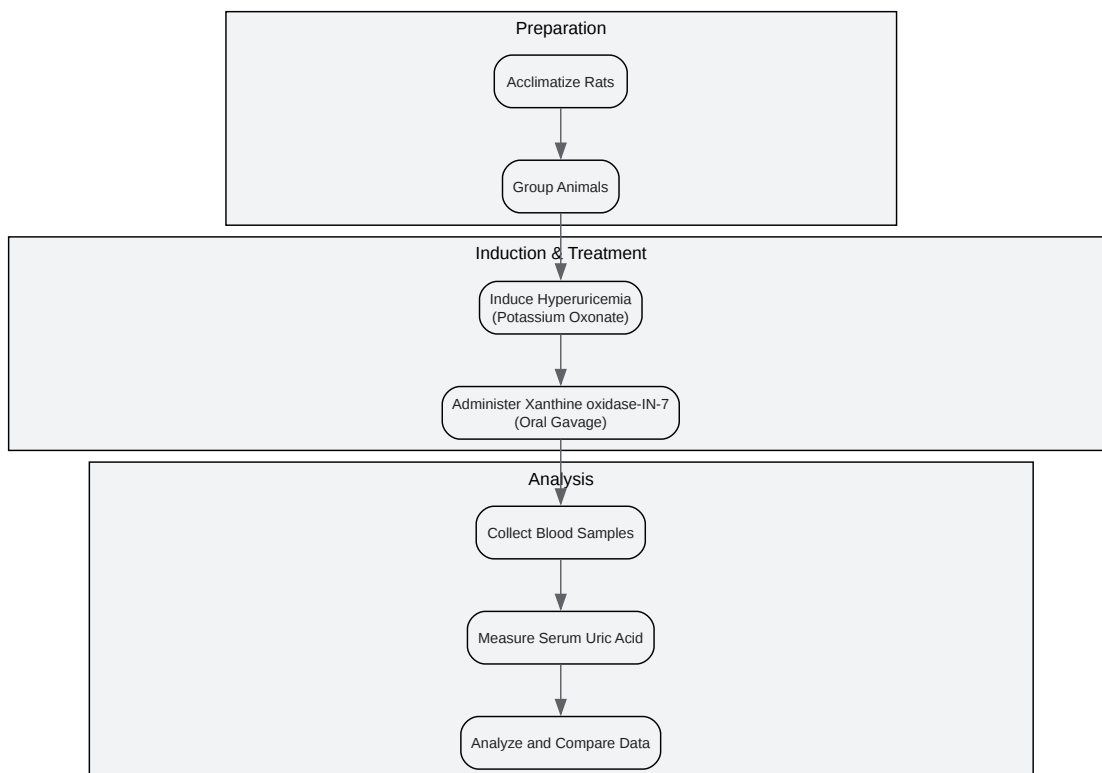 Preparation
Acclimatize Rats
Group Animals
Induction & Treatment
Induce Hyperuricemia
(Potassium Oxonate)
Administer Xanthine oxidase-IN-7
(Oral Gavage)
Analysis
Collect Blood Samples
Measure Serum Uric Acid
Analyze and Compare Data